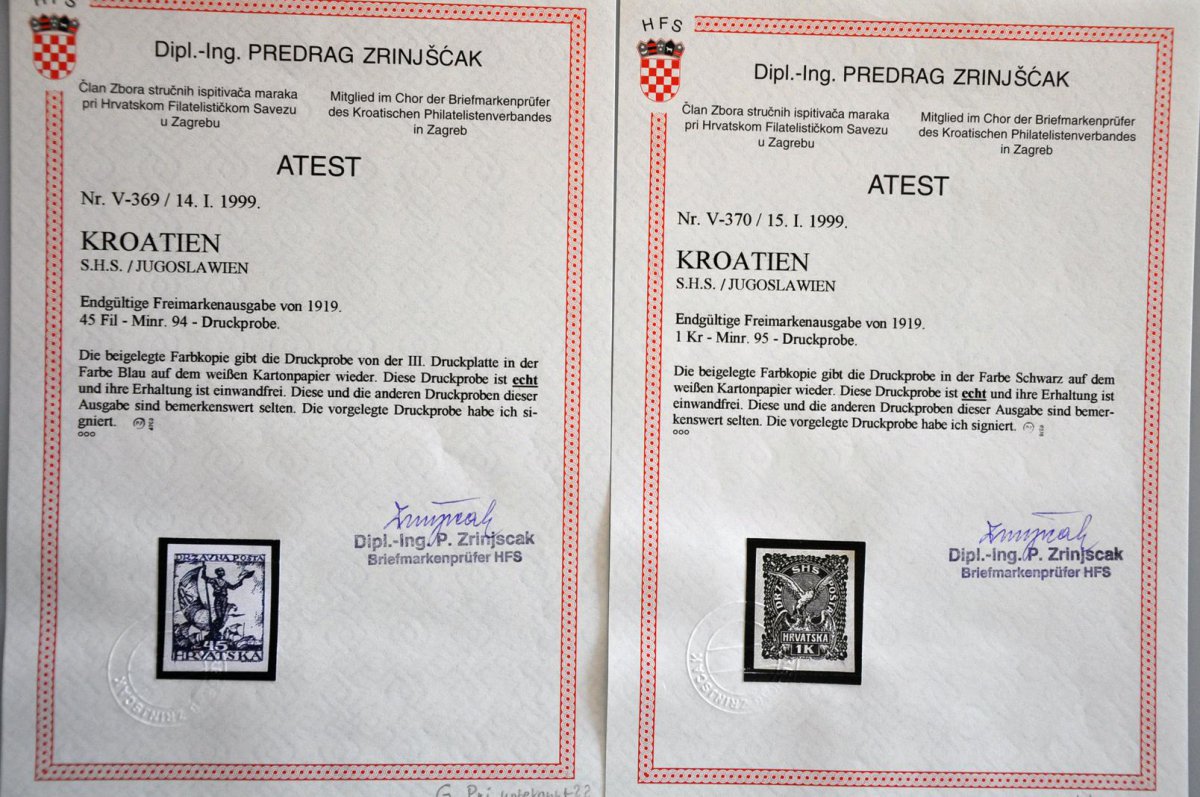 HFS
Dipl.-Ing. PREDRAG ZRINJŠĆAK
Član Zbora stručnih ispitivača maraka
pri Hrvatskom Filatelističkom Savezu
u Zagrebu
Mitglied im Chor der Briefmarkenprüfer
des Kroatischen Philatelistenverbandes
in Zagreb
ATEST
Nr. V-369 / 14. I. 1999.
KROATIEN
S.H.S. /JUGOSLAWIEN
Endgültige Freimarkenausgabe von 1919.
45 Fil - Minr. 94 - Druckprobe.
Die beigelegte Farbkopie gibt die Druckprobe von der III. Druckplatte in der
Farbe Blau auf dem weißen Kartonpapier wieder. Diese Druckprobe ist echt
und ihre Erhaltung ist einwandfrei. Diese und die anderen Druckproben dieser
Ausgabe sind bemerkenswert selten. Die vorgelegte Druckprobe habe ich si-
gniert.
Dipl.-Ing. P. Zrinjscak
Briefmarkenprüfer HFS
DRŽAVNA POŠTA
45
HRVATSKA
P. ZRINJŠĆAK
HFS
Dipl.-Ing. PREDRAG ZRINJŠĆAK
Član Zbora stručnih ispitivača maraka
pri Hrvatskom Filatelističkom Savezu
u Zagrebu
Mitglied im Chor der Briefmarkenprüfer
des Kroatischen Philatelistenverbandes
in Zagreb
ATEST
Nr. V-370 / 15. I. 1999.
KROATIEN
S.H.S. /JUGOSLAWIEN
Endgültige Freimarkenausgabe von 1919.
1 Kr - Minr. 95 - Druckprobe.
Die beigelegte Farbkopie gibt die Druckprobe in der Farbe Schwarz auf dem
weißen Kartonpapier wieder. Diese Druckprobe ist echt und ihre Erhaltung ist
einwandfrei. Diese und die anderen Druckproben dieser Ausgabe sind bemer-
kenswert selten. Die vorgelegte Druckprobe habe ich signiert.
Dipl.-Ing. P. Zrinjscak
Briefmarkenprüfer HFS
SHS
DRZ POŠTA
HRVATSKA
1K
ZRINJŠĆAK